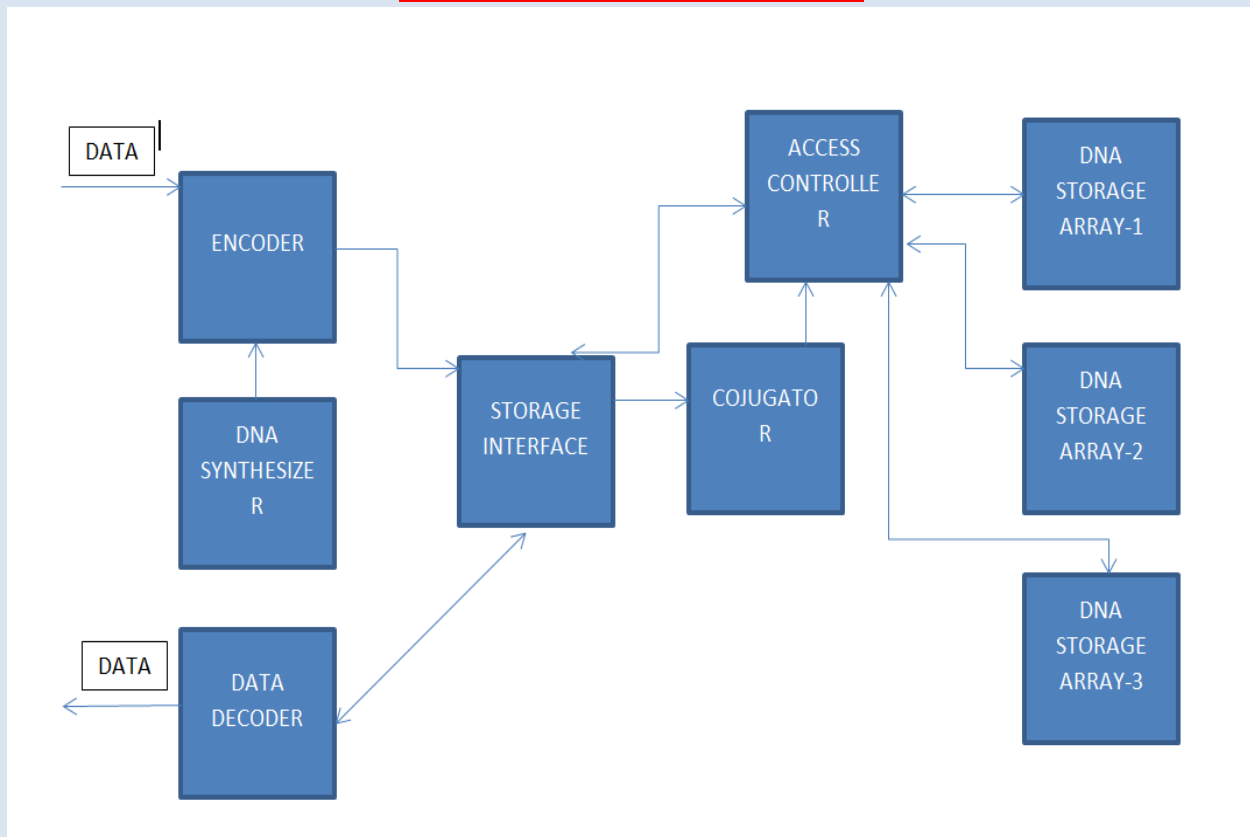 DATA
ENCODER
DNA
SYNTHESIZE
R
DATA
DATA
DECODER
STORAGE
INTERFACE
COJUGATO
R
ACCESS
CONTROLLE
R
DNA
STORAGE
ARRAY-1
DNA
STORAGE
ARRAY-2
DNA
STORAGE
ARRAY-3